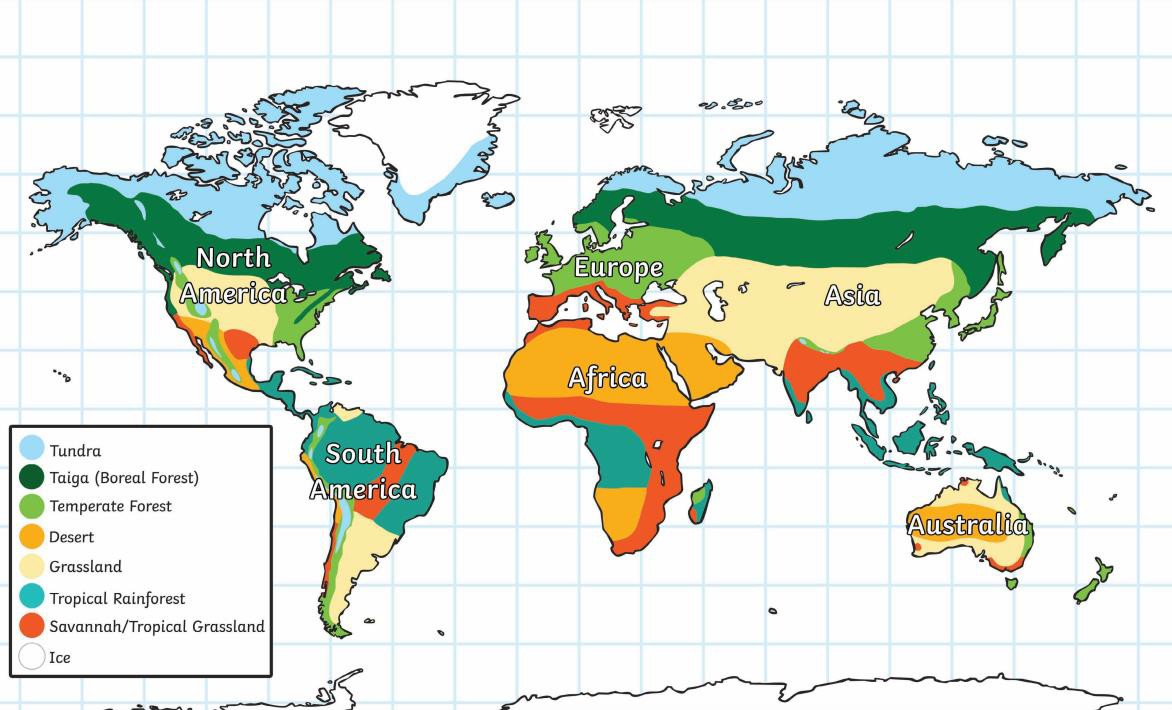 North
America
Europe
Asia
Africa
South
America
Australia
Tundra
Taiga (Boreal Forest)
Temperate Forest
Desert
Grassland
Tropical Rainforest
Savannah/Tropical Grassland
Ice